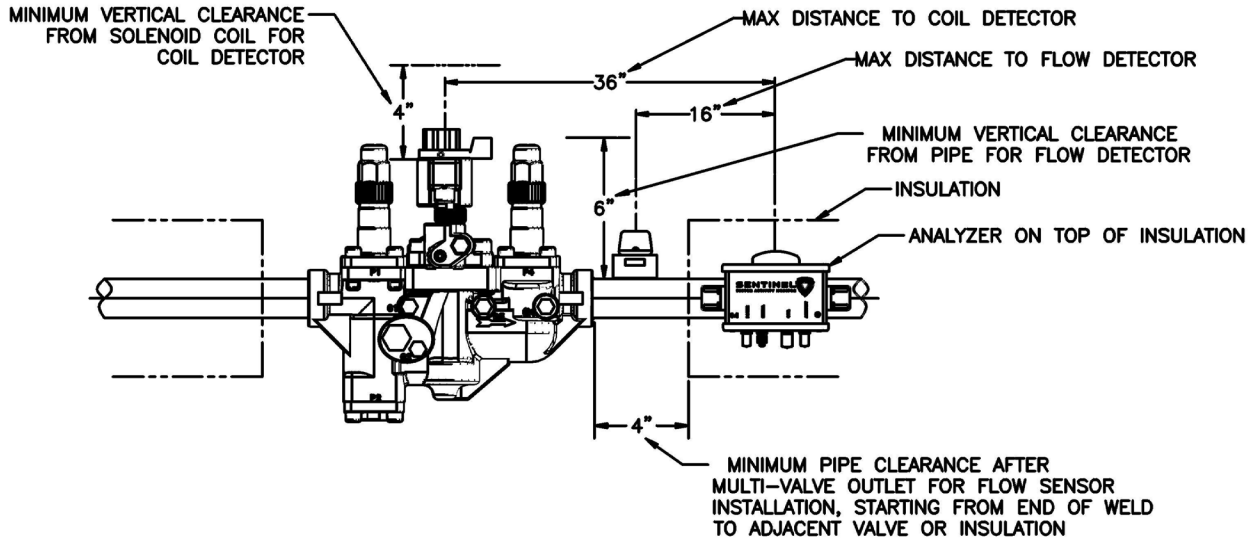 MINIMUM VERTICAL CLEARANCE
FROM SOLENOID COIL FOR
COIL DETECTOR
MAX DISTANCE TO COIL DETECTOR
36"
MAX DISTANCE TO FLOW DETECTOR
4"
16"
MINIMUM VERTICAL CLEARANCE
FROM PIPE FOR FLOW DETECTOR
6"
INSULATION
ANALYZER ON TOP OF INSULATION
P1
P4
SENTINEL
P2
4"
MINIMUM PIPE CLEARANCE AFTER
MULTI-VALVE OUTLET FOR FLOW SENSOR
INSTALLATION, STARTING FROM END OF WELD
TO ADJACENT VALVE OR INSULATION